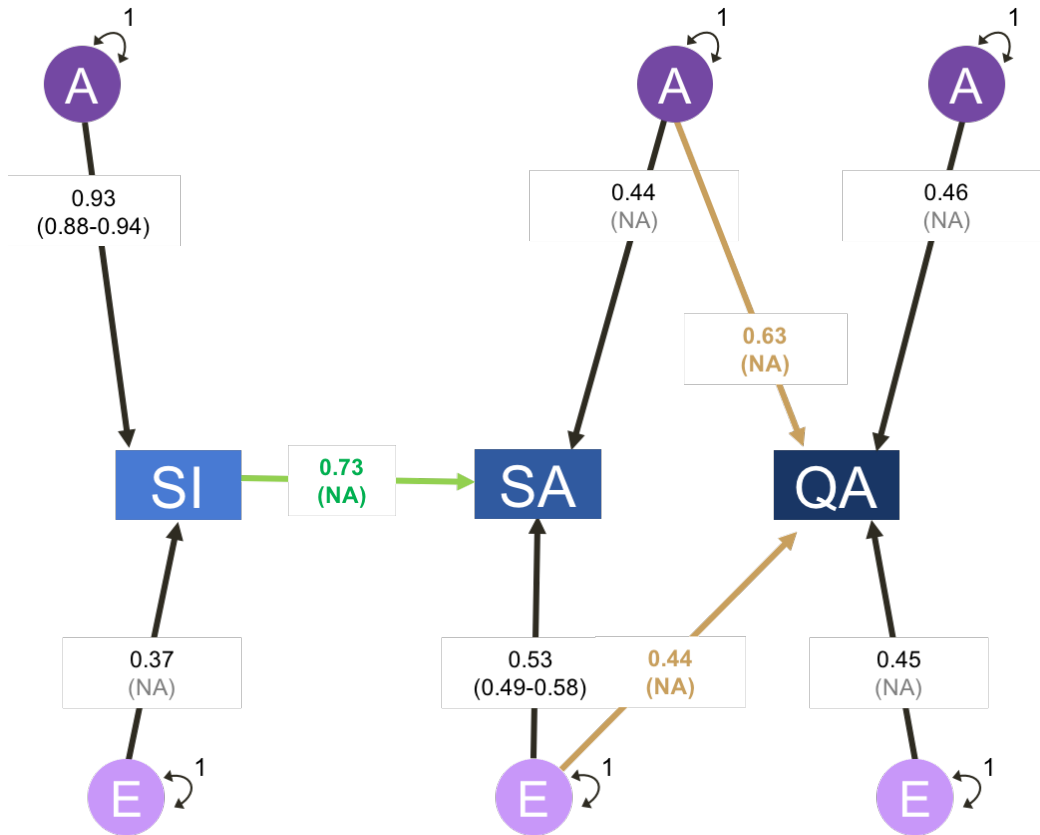 1
1
1
A
A
A
0.93
(0.88-0.94)
0.44
(NA)
0.46
(NA)
0.63
(NA)
SI
0.73
(NA)
SA
QA
0.37
(NA)
0.53
(0.49-0.58)
0.44
(NA)
0.45
(NA)
1
1
1
E
E
E